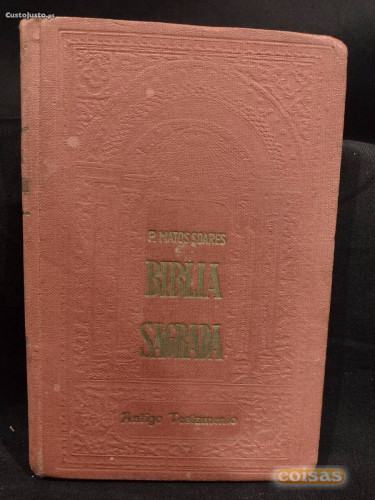 CustoJusto.pt
P. MATOS SOARES
BIBLIA
SAGRADA
Antigo Testamento
coisas